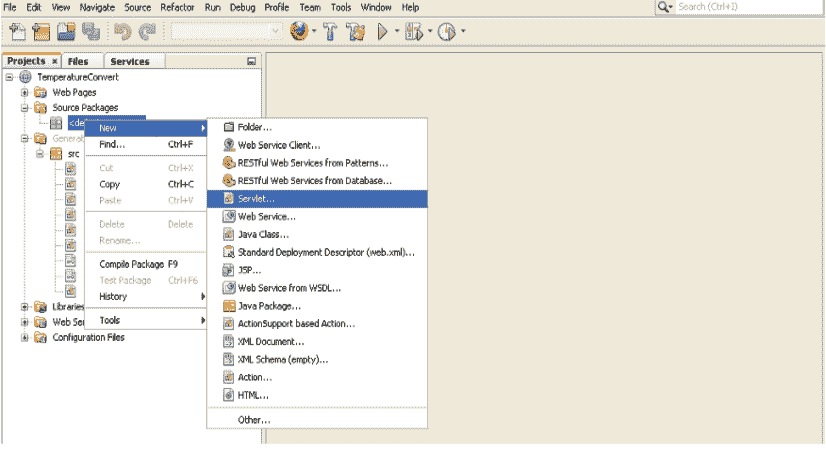 File Edit View Navigate Source Refactor Run Debug Profile Team Tools Window Help
Search (Ctrl+I)
Projects x Files Services
TemperatureConvert
Web Pages
Source Packages
New
Find... Ctrl+F
Cut Ctrl+X
src
Copy Ctrl+C
Paste Ctrl+V
Delete Delete
Rename...
Compile Package F9
Test Package Ctrl+F6
History
Libraries
Tools
Configuration Files
Folder...
Web Service Client...
RESTful Web Services from Patterns...
RESTful Web Services from Database...
Servlet...
Web Service...
Java Class...
Standard Deployment Descriptor (web.xml)...
JSP...
Web Service from WSDL...
Java Package...
ActionSupport based Action...
XML Document...
XML Schema (empty)...
Action...
HTML...
Other...